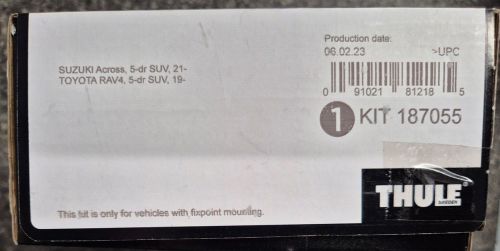 Production date:
06.02.23 >UPC
SUZUKI Across, 5-dr SUV, 21-
TOYOTA RAV4, 5-dr SUV, 19-
0 91021 81218 5
1 KIT 187055
THULE
SWEDEN
This kit is only for vehicles with fixpoint mounting.